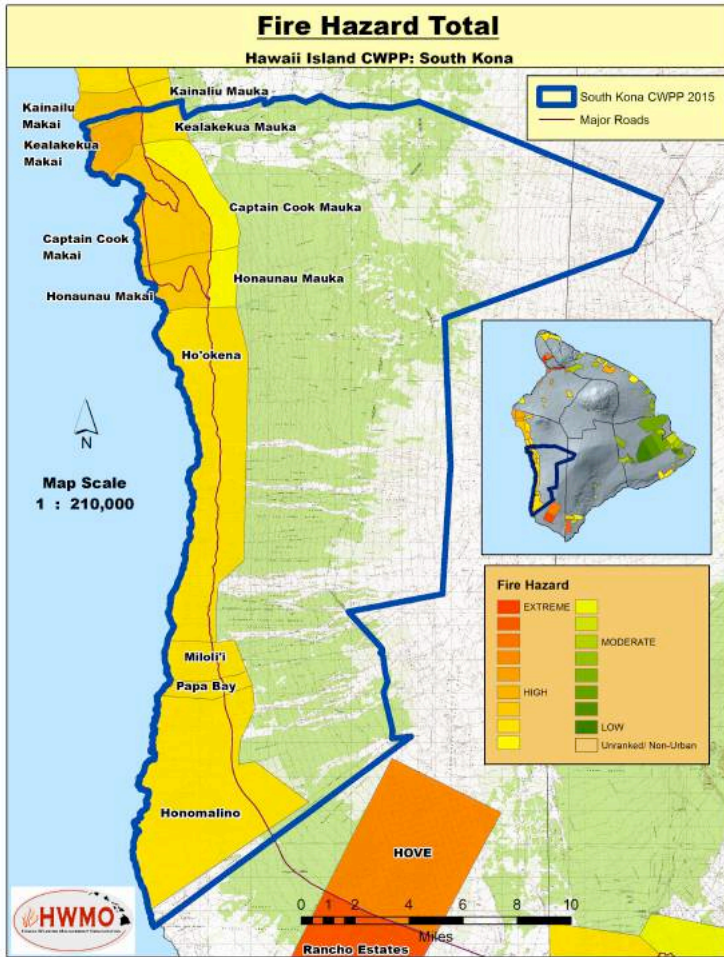 Fire Hazard Total
Hawaii Island CWPP: South Kona
South Kona CWPP 2015
Major Roads
Kainaliu Mauka
Kainailu
Makai
Kealakekua Mauka
Kealakekua
Makai
Captain Cook Mauka
Captain Cook
Makai
Honaunau Mauka
Honaunau Makai
Ho'okena
N
Map Scale
1 : 210,000
Fire Hazard
EXTREME
HIGH
MODERATE
LOW
Unranked/ Non-Urban
Miloli'i
Papa Bay
Honomalino
HOVE
0 2 4 6 8 10
Miles
Rancho Estates
HWMO